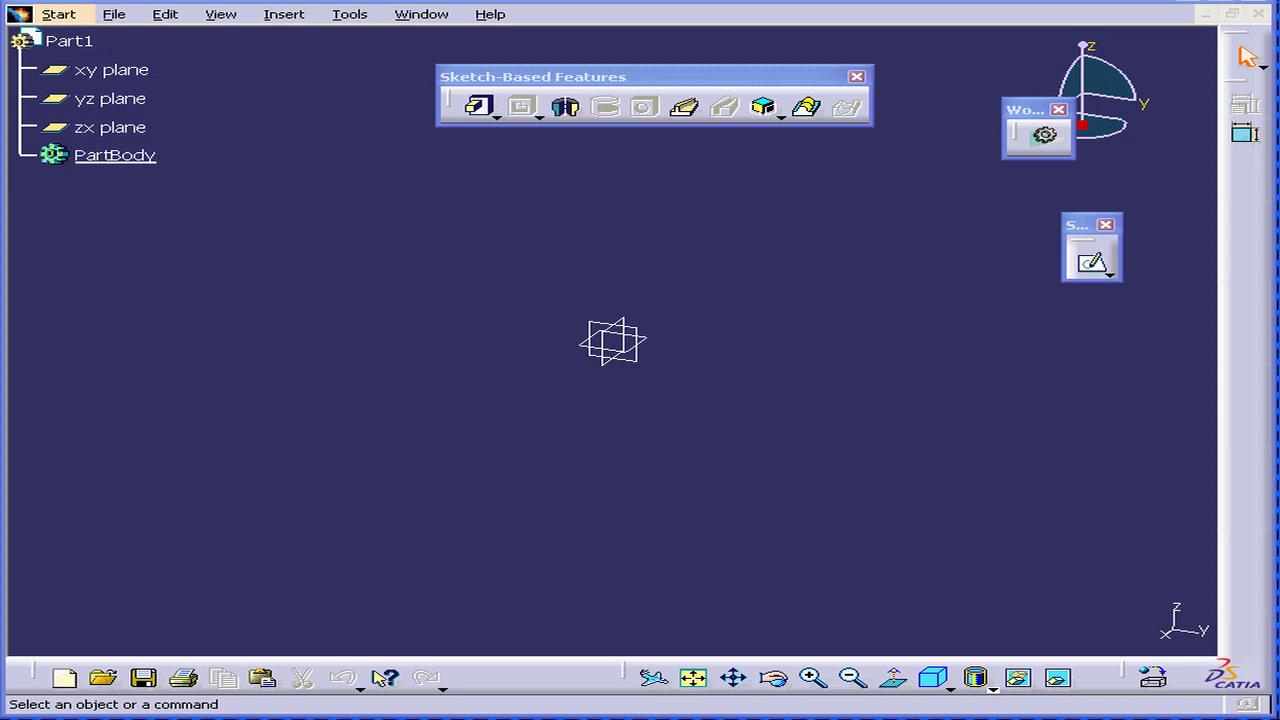 Start File Edit View Insert Tools Window Help
Part1
xy plane
yz plane
zx plane
PartBody
Sketch-Based Features
Wo...
S...
z
y
z
x
y
CATIA
Select an object or a command